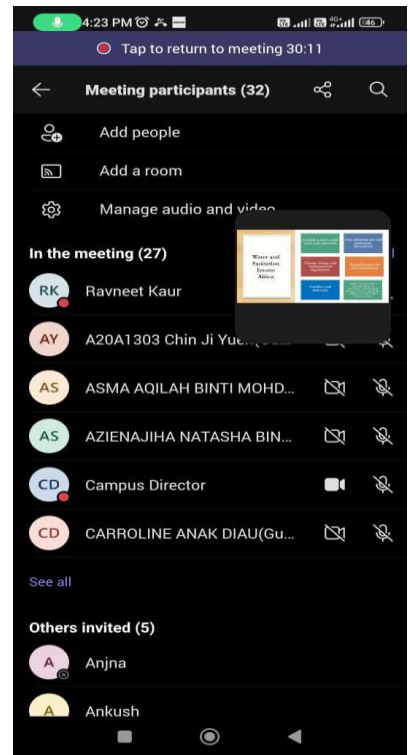 4:23 PM
46
Tap to return to meeting 30:11
Meeting participants (32)
Add people
Add a room
Manage audio and video
In the meeting (27)
RK
Ravneet Kaur
Water and
Sanitation
Issues:
Africa
AY
A20A1303 Chin Ji Yuen(Gu...
AS
ASMA AQILAH BINTI MOHD...
AS
AZIENAJIHA NATASHA BIN...
CD
Campus Director
CD
CARROLINE ANAK DIAU(Gu...
See all
Others invited (5)
A
Anjna
A
Ankush